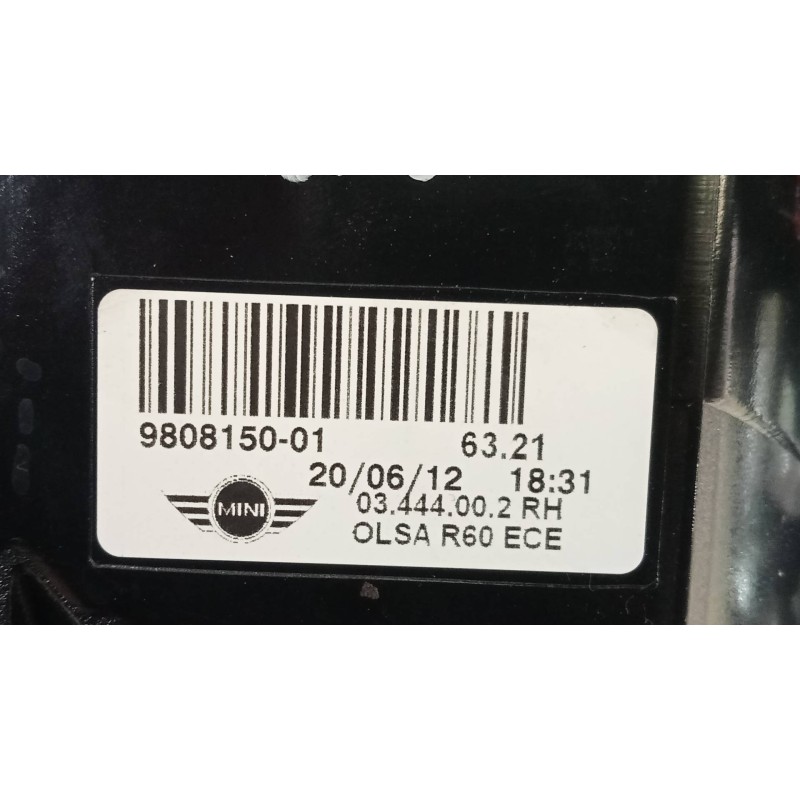 9808150-01 63.21
20/06/12 18:31
MINI 03.444.00.2 RH
OLSA R60 ECE